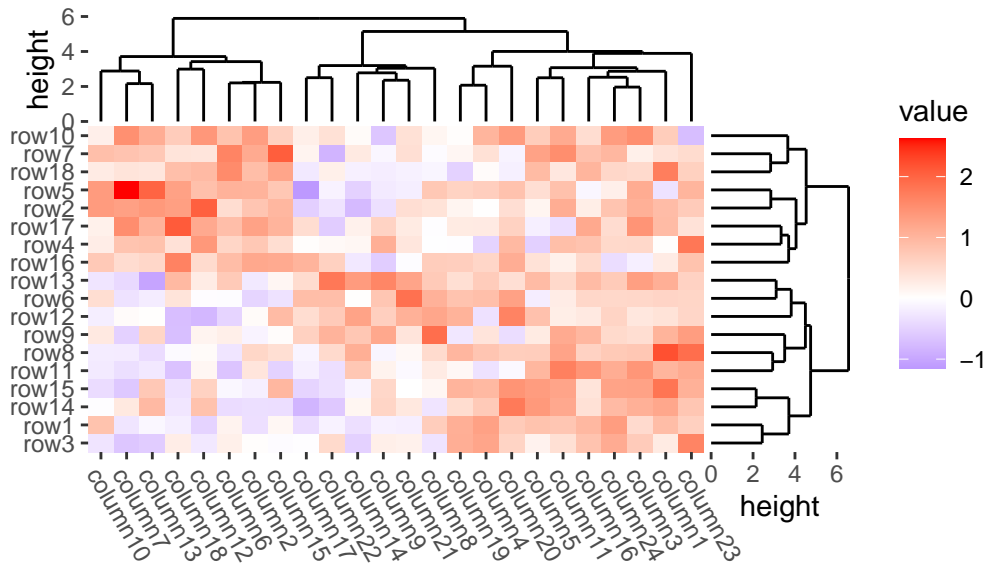 6
4
2
0
height
row10
row7
row18
row5
row2
row17
row4
row16
row13
row6
row12
row9
row8
row11
row15
row14
row1
row3
column10
column7
column13
column18
column12
column6
column2
column15
column17
column22
column14
column9
column21
column8
column19
column4
column20
column5
column11
column16
column24
column3
column1
column23
0 2 4 6
height
value
2
1
0
−1